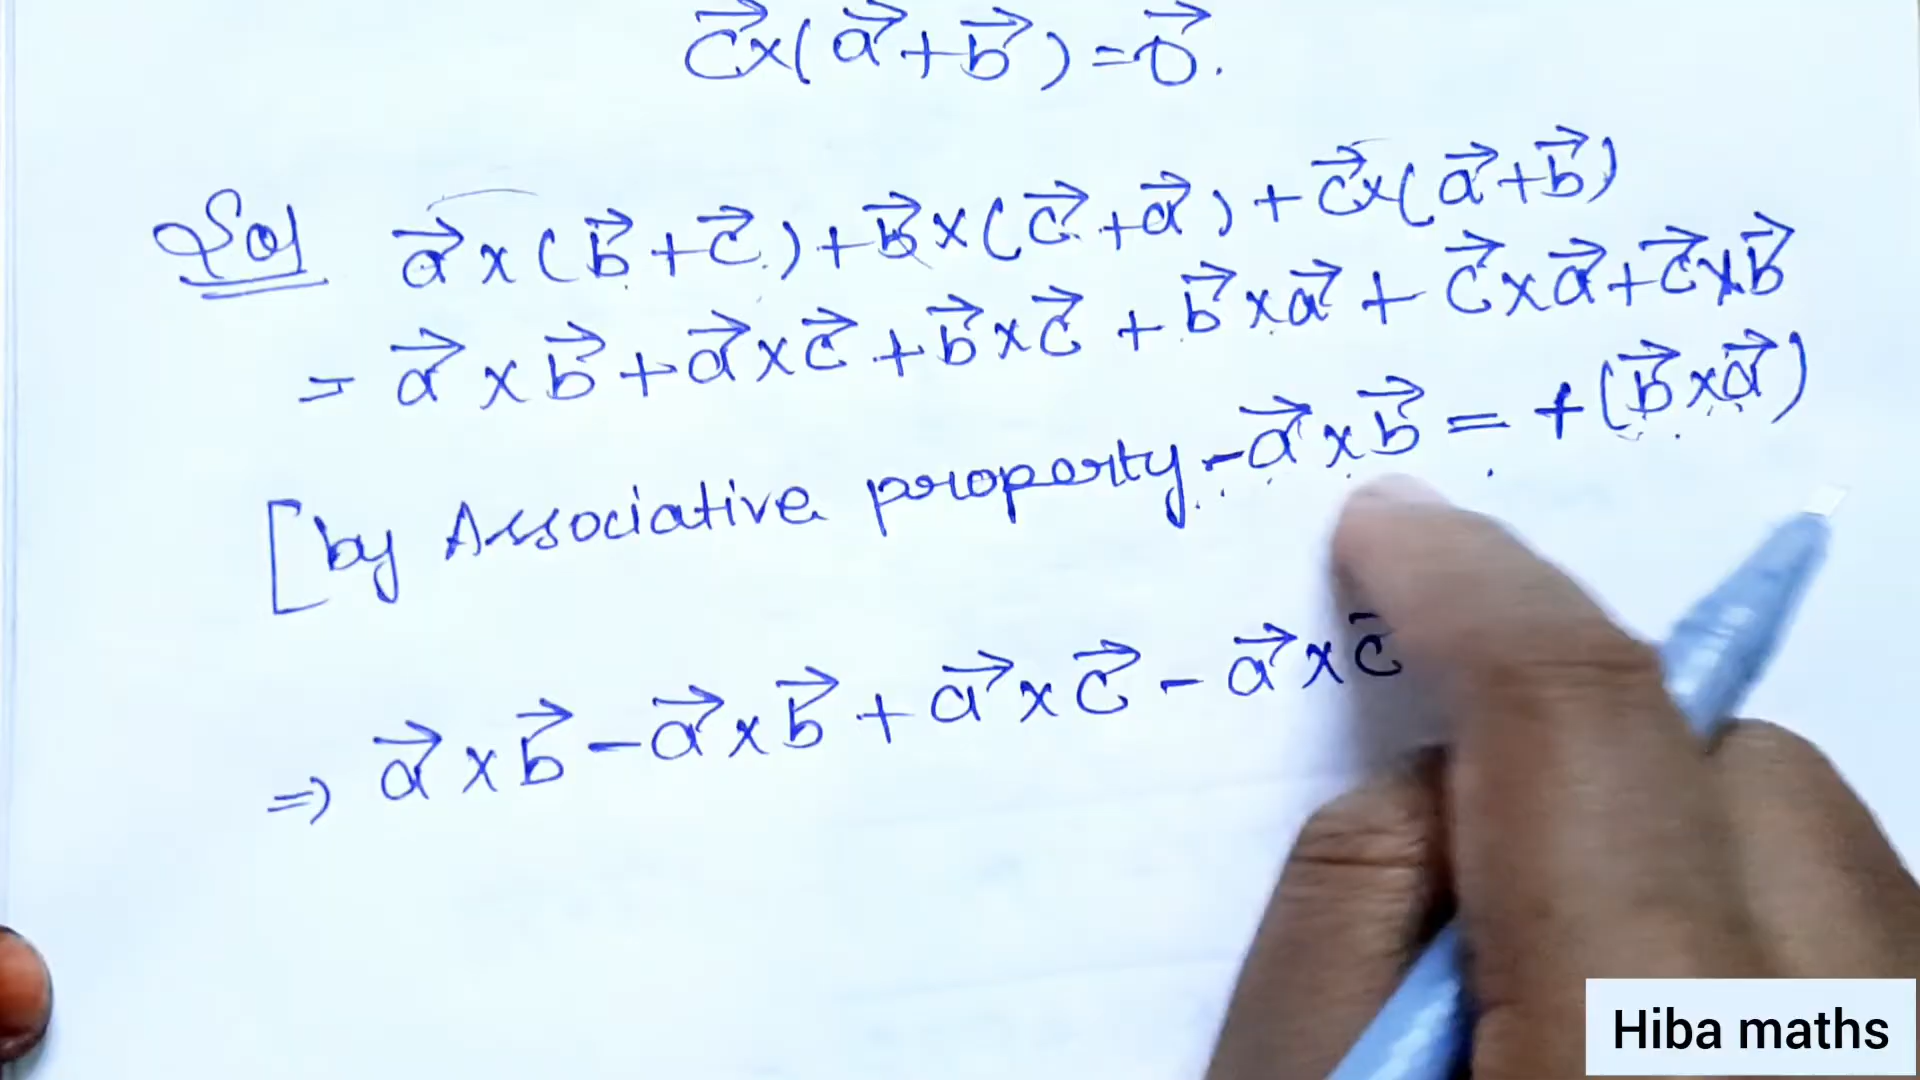 c⃗×(a⃗+b⃗)=0⃗.
Sol a⃗×(b⃗+c⃗)+b⃗×(c⃗+a⃗)+c⃗×(a⃗+b⃗)
= a⃗×b⃗+a⃗×c⃗+b⃗×c⃗+b⃗×a⃗+c⃗×a⃗+c⃗×b⃗
[by Associative property -a⃗×b⃗ = +(b⃗×a⃗)
⇒ a⃗×b⃗-a⃗×b⃗+a⃗×c⃗-a⃗×c
Hiba maths